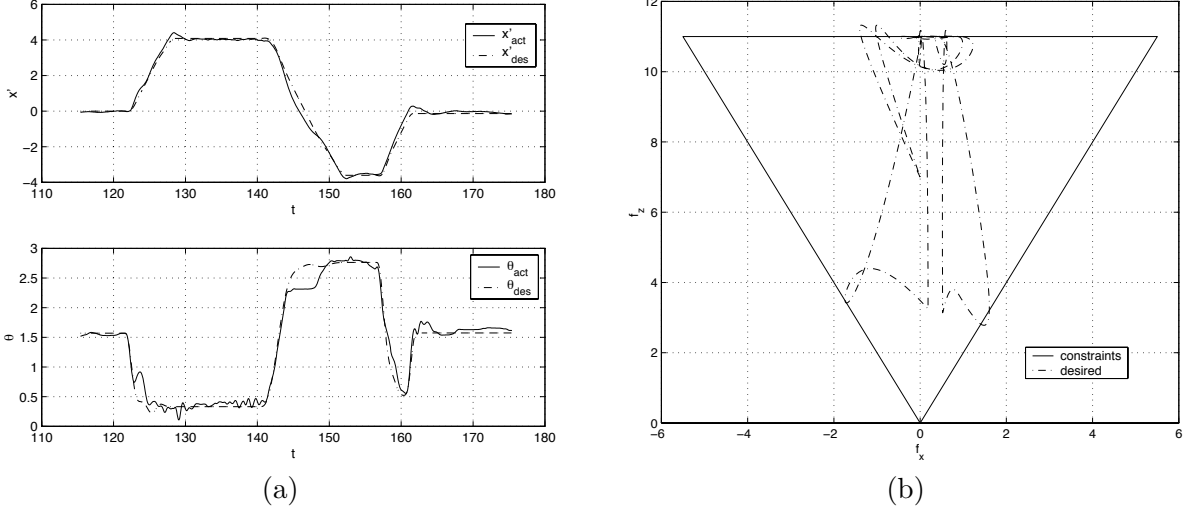 6
4
2
0
−2
−4
x'
x'act
x'des
110 120 130 140 150 160 170 180
t
3
2.5
2
1.5
1
0.5
0
θ
θact
θdes
110 120 130 140 150 160 170 180
t
(a)
12
10
8
6
4
2
0
f_z
constraints
desired
−6 −4 −2 0 2 4 6
f_x
(b)